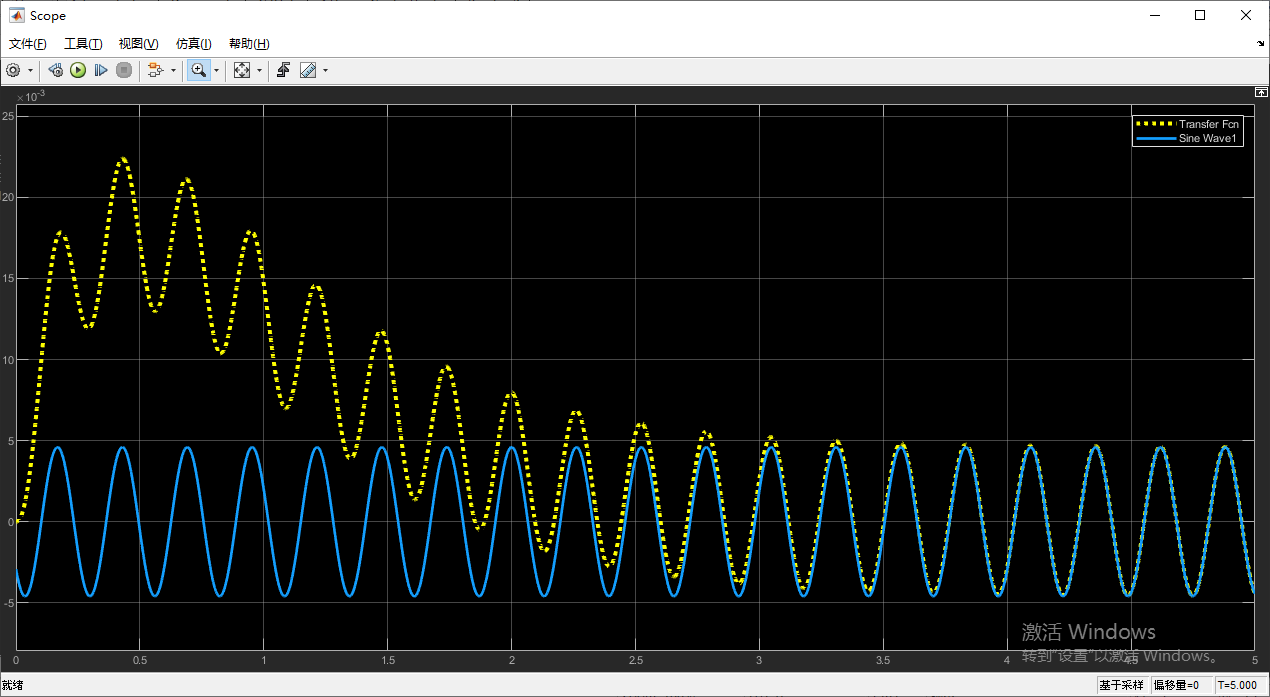 Scope
文件(F) 工具(T) 视图(V) 仿真(I) 帮助(H)
×10-3
Transfer Fcn
Sine Wave1
25
20
15
10
5
0
-5
0 0.5 1 1.5 2 2.5 3 3.5 4 4.5 5
激活 Windows
转到“设置”以激活 Windows。
就绪 基于采样 偏移量=0 T=5.000